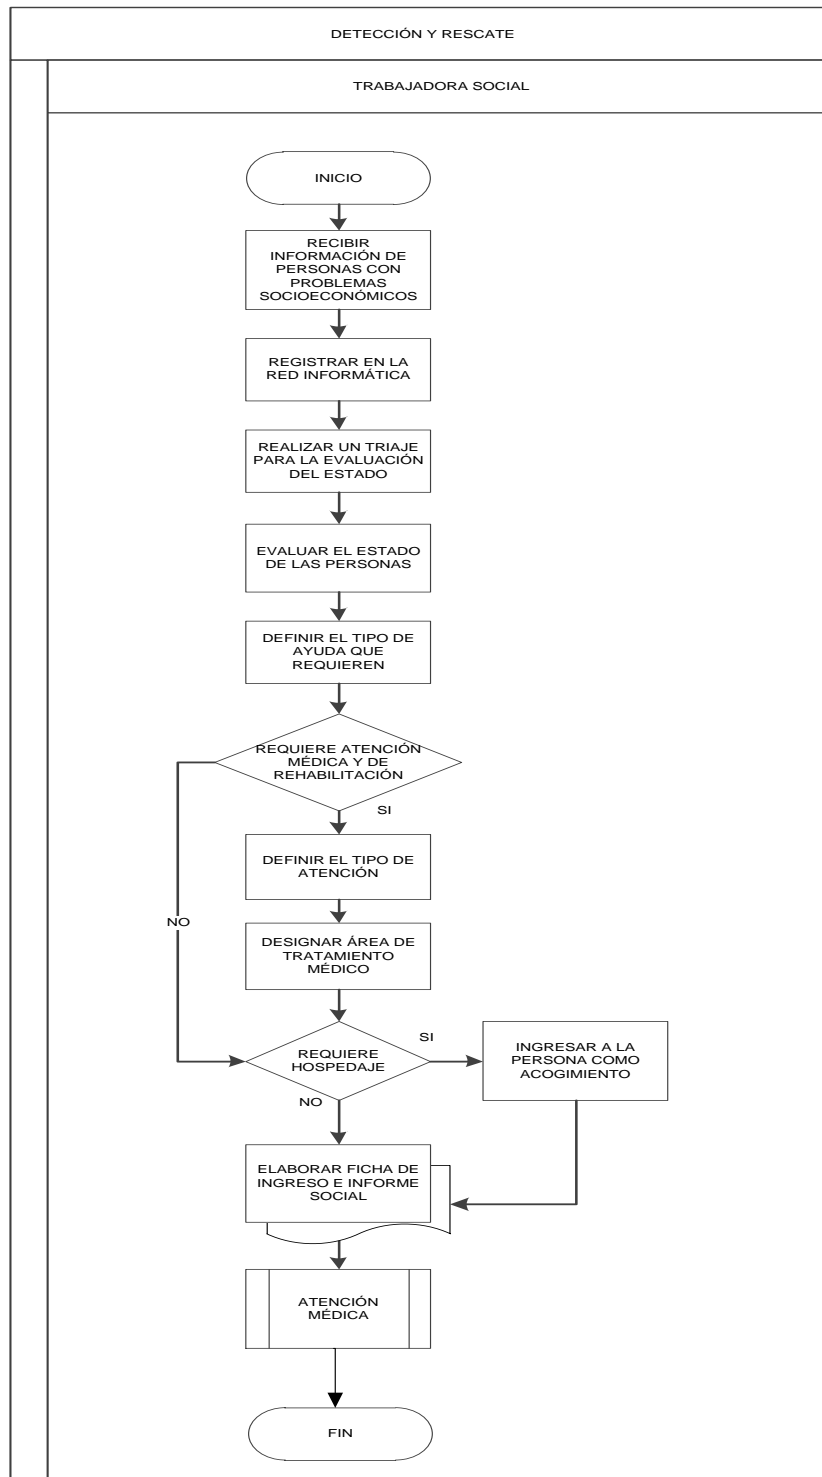 DETECCIÓN Y RESCATE
TRABAJADORA SOCIAL
INICIO
RECIBIR
INFORMACIÓN DE
PERSONAS CON
PROBLEMAS
SOCIOECONÓMICOS
REGISTRAR EN LA
RED INFORMÁTICA
REALIZAR UN TRIAJE
PARA LA EVALUACIÓN
DEL ESTADO
EVALUAR EL ESTADO
DE LAS PERSONAS
DEFINIR EL TIPO DE
AYUDA QUE
REQUIEREN
REQUIERE ATENCIÓN
MÉDICA Y DE
REHABILITACIÓN
SI
DEFINIR EL TIPO DE
ATENCIÓN
NO
DESIGNAR ÁREA DE
TRATAMIENTO
MÉDICO
REQUIERE
HOSPEDAJE
SI
INGRESAR A LA
PERSONA COMO
ACOGIMIENTO
NO
ELABORAR FICHA DE
INGRESO E INFORME
SOCIAL
ATENCIÓN
MÉDICA
FIN